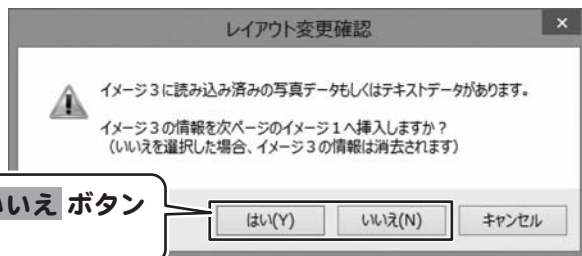 レイアウト変更確認
×
イメージ3に読み込み済みの写真データもしくはテキストデータがあります。
イメージ3の情報を次ページのイメージ1へ挿入しますか?
(いいえを選択した場合、イメージ3の情報は消去されます)
いいえ ボタン
はい(Y)
いいえ(N)
キャンセル